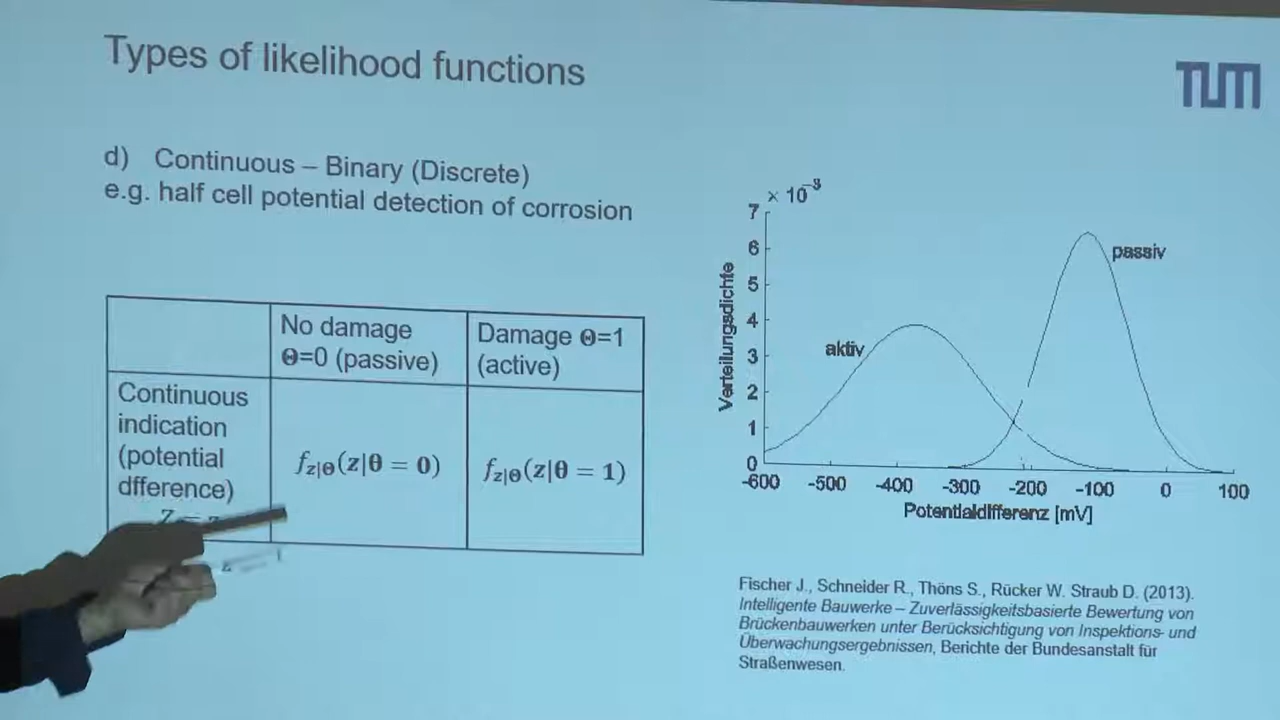 Types of likelihood functions
TUM
d) Continuous – Binary (Discrete)
e.g. half cell potential detection of corrosion
No damage
Θ=0 (passive)
Damage Θ=1
(active)
Continuous
indication
(potential
dfference)
f_{z|Θ}(z|θ = 0)
f_{z|Θ}(z|θ = 1)
× 10⁻³
7
6
5
4
3
2
1
0
Verteilungsdichte
aktiv
passiv
-600 -500 -400 -300 -200 -100 0 100
Potentialdifferenz [mV]
Fischer J., Schneider R., Thöns S., Rücker W. Straub D. (2013).
Intelligente Bauwerke – Zuverlässigkeitsbasierte Bewertung von
Brückenbauwerken unter Berücksichtigung von Inspektions- und
Überwachungsergebnissen, Berichte der Bundesanstalt für
Straßenwesen.